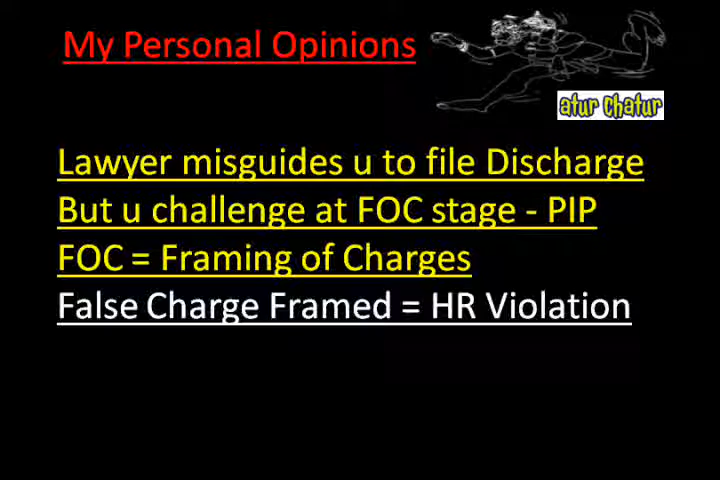 My Personal Opinions
atur chatur
Lawyer misguides u to file Discharge
But u challenge at FOC stage - PIP
FOC = Framing of Charges
False Charge Framed = HR Violation